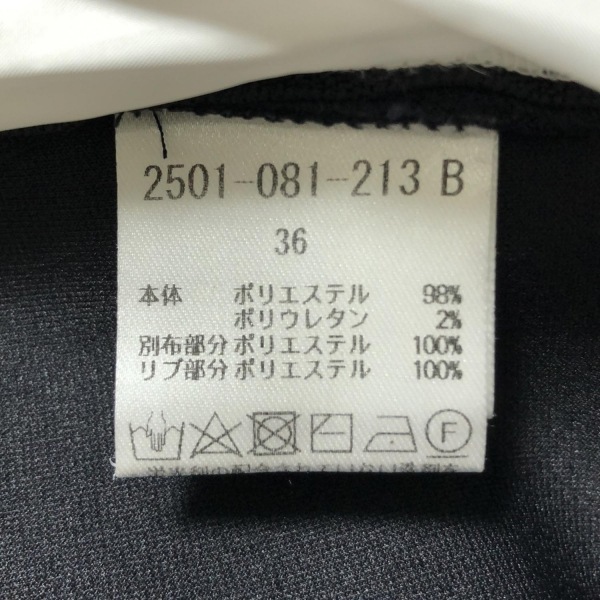 2501-081-213 B
36
本体 ポリエステル 98%
ポリウレタン 2%
別布部分 ポリエステル 100%
リブ部分 ポリエステル 100%
F